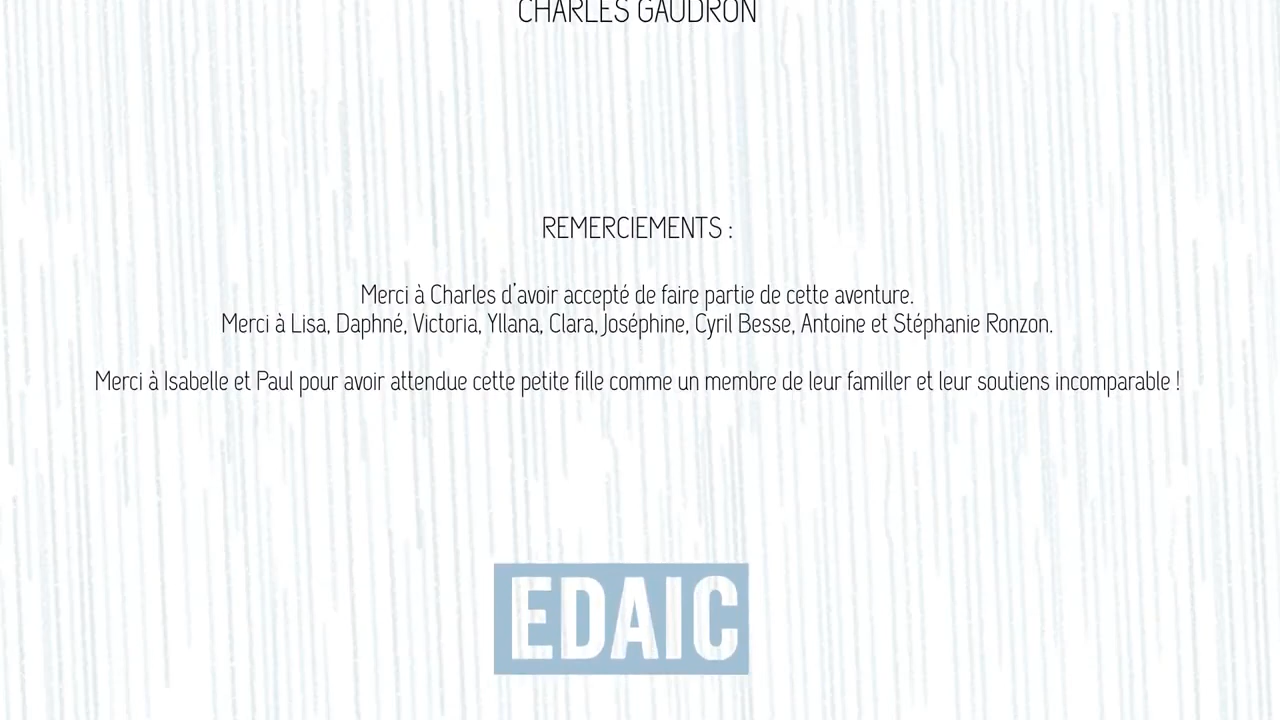 CHARLES GAUDRON
REMERCIEMENTS :
Merci à Charles d'avoir accepté de faire partie de cette aventure.
Merci à Lisa, Daphné, Victoria, Yllana, Clara, Joséphine, Cyril Besse, Antoine et Stéphanie Ronzon.
Merci à Isabelle et Paul pour avoir attendue cette petite fille comme un membre de leur familler et leur soutiens incomparable !
EDAIC